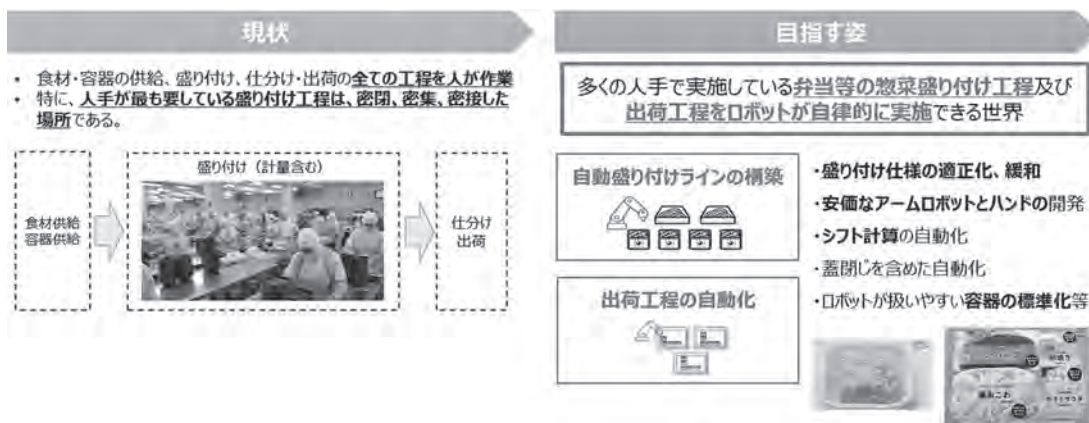 現状
• 食材・容器の供給、盛り付け、仕分け・出荷の全ての工程を人が作業
• 特に、人手が最も要している盛り付け工程は、密閉、密集、密接した
場所である。
食材供給
容器供給
盛り付け（計量含む）
仕分け
出荷
目指す姿
多くの人手で実施している弁当等の惣菜盛り付け工程及び
出荷工程をロボットが自律的に実施できる世界
自動盛り付けラインの構築
出荷工程の自動化
・盛り付け仕様の適正化、緩和
・安価なアームロボットとハンドの開発
・シフト計算の自動化
・蓋閉じを含めた自動化
・ロボットが扱いやすい容器の標準化等